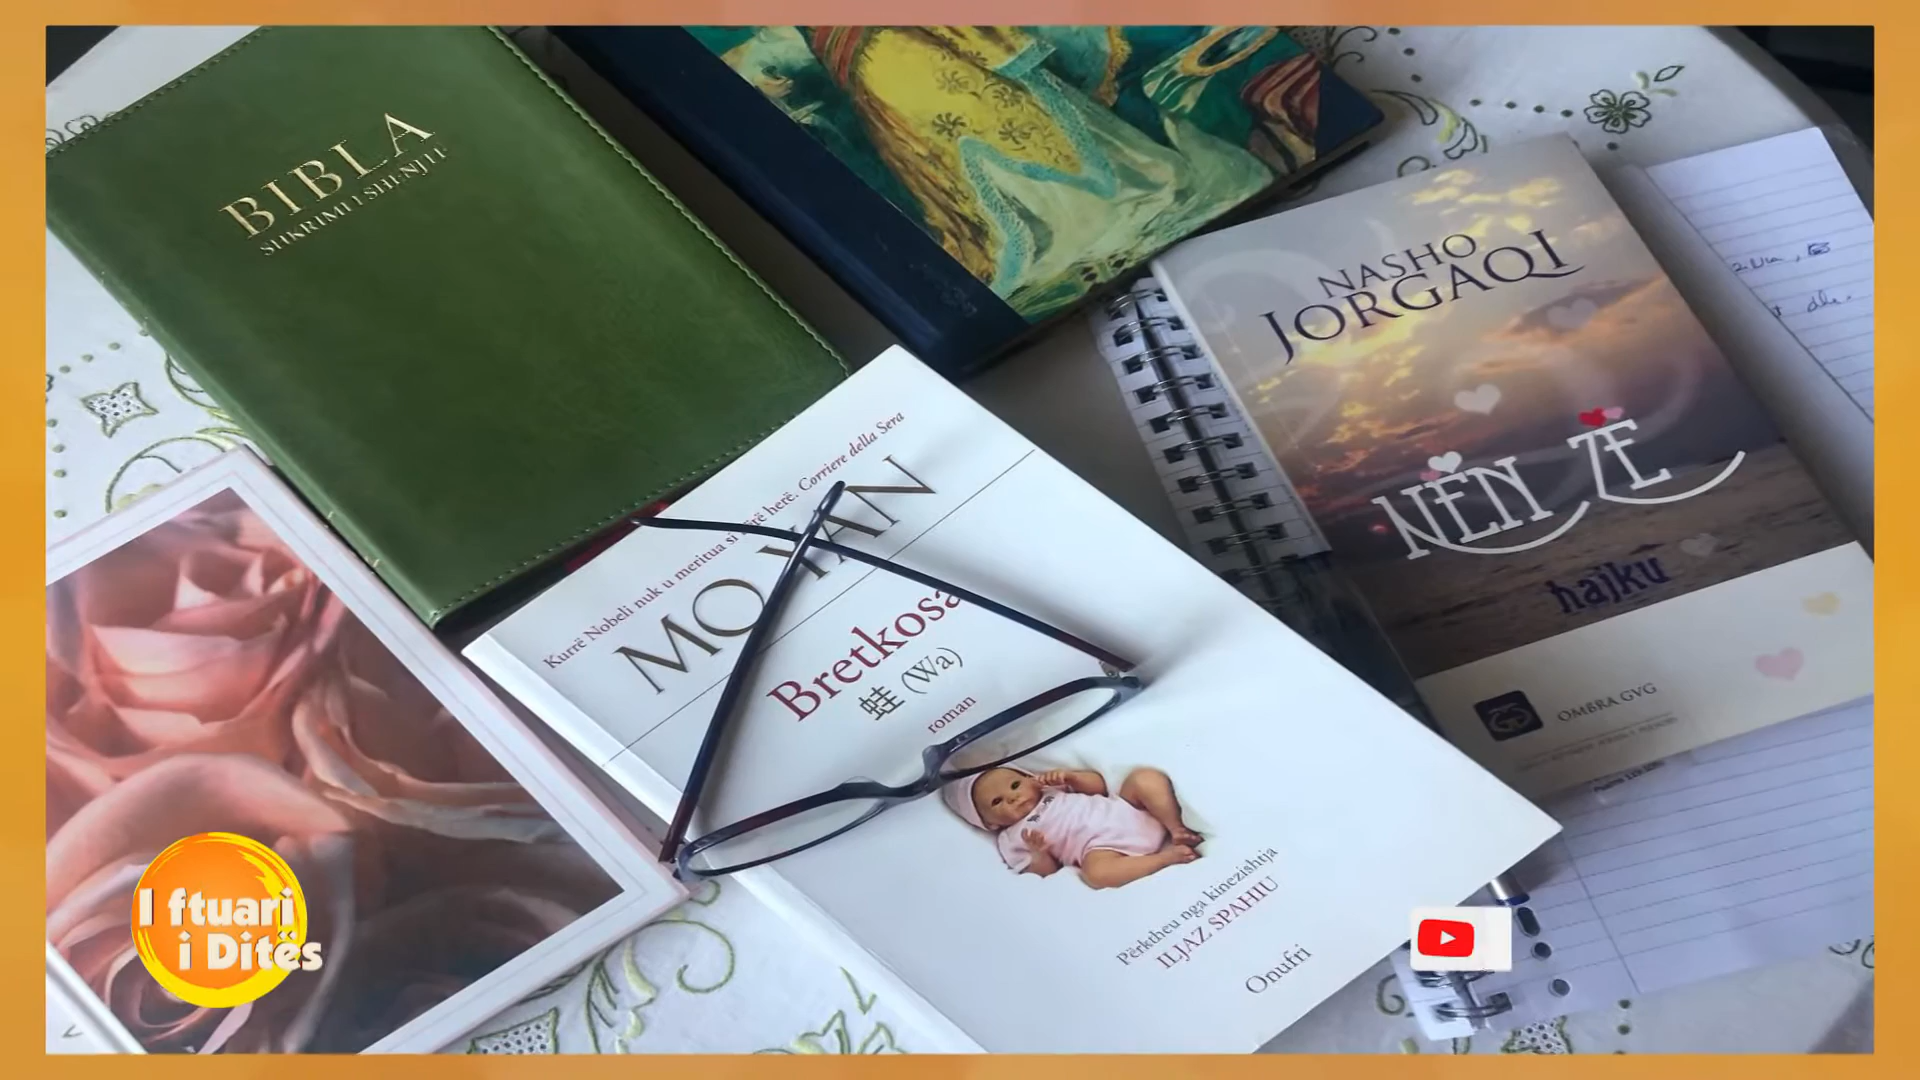 BIBLA
SHKRIMI I SHENJTË
NASHO
JORGAQI
NËN ZË
hajku
OMBRA GVG
Kurrë Nobeli nuk u meritua si herë. Corriere della Sera
MO YAN
Bretkosa
蛙 (Wa)
roman
Përktheu nga kinezishtja
ILJAZ SPAHIU
Onufri
dhe
I ftuari
i Ditës